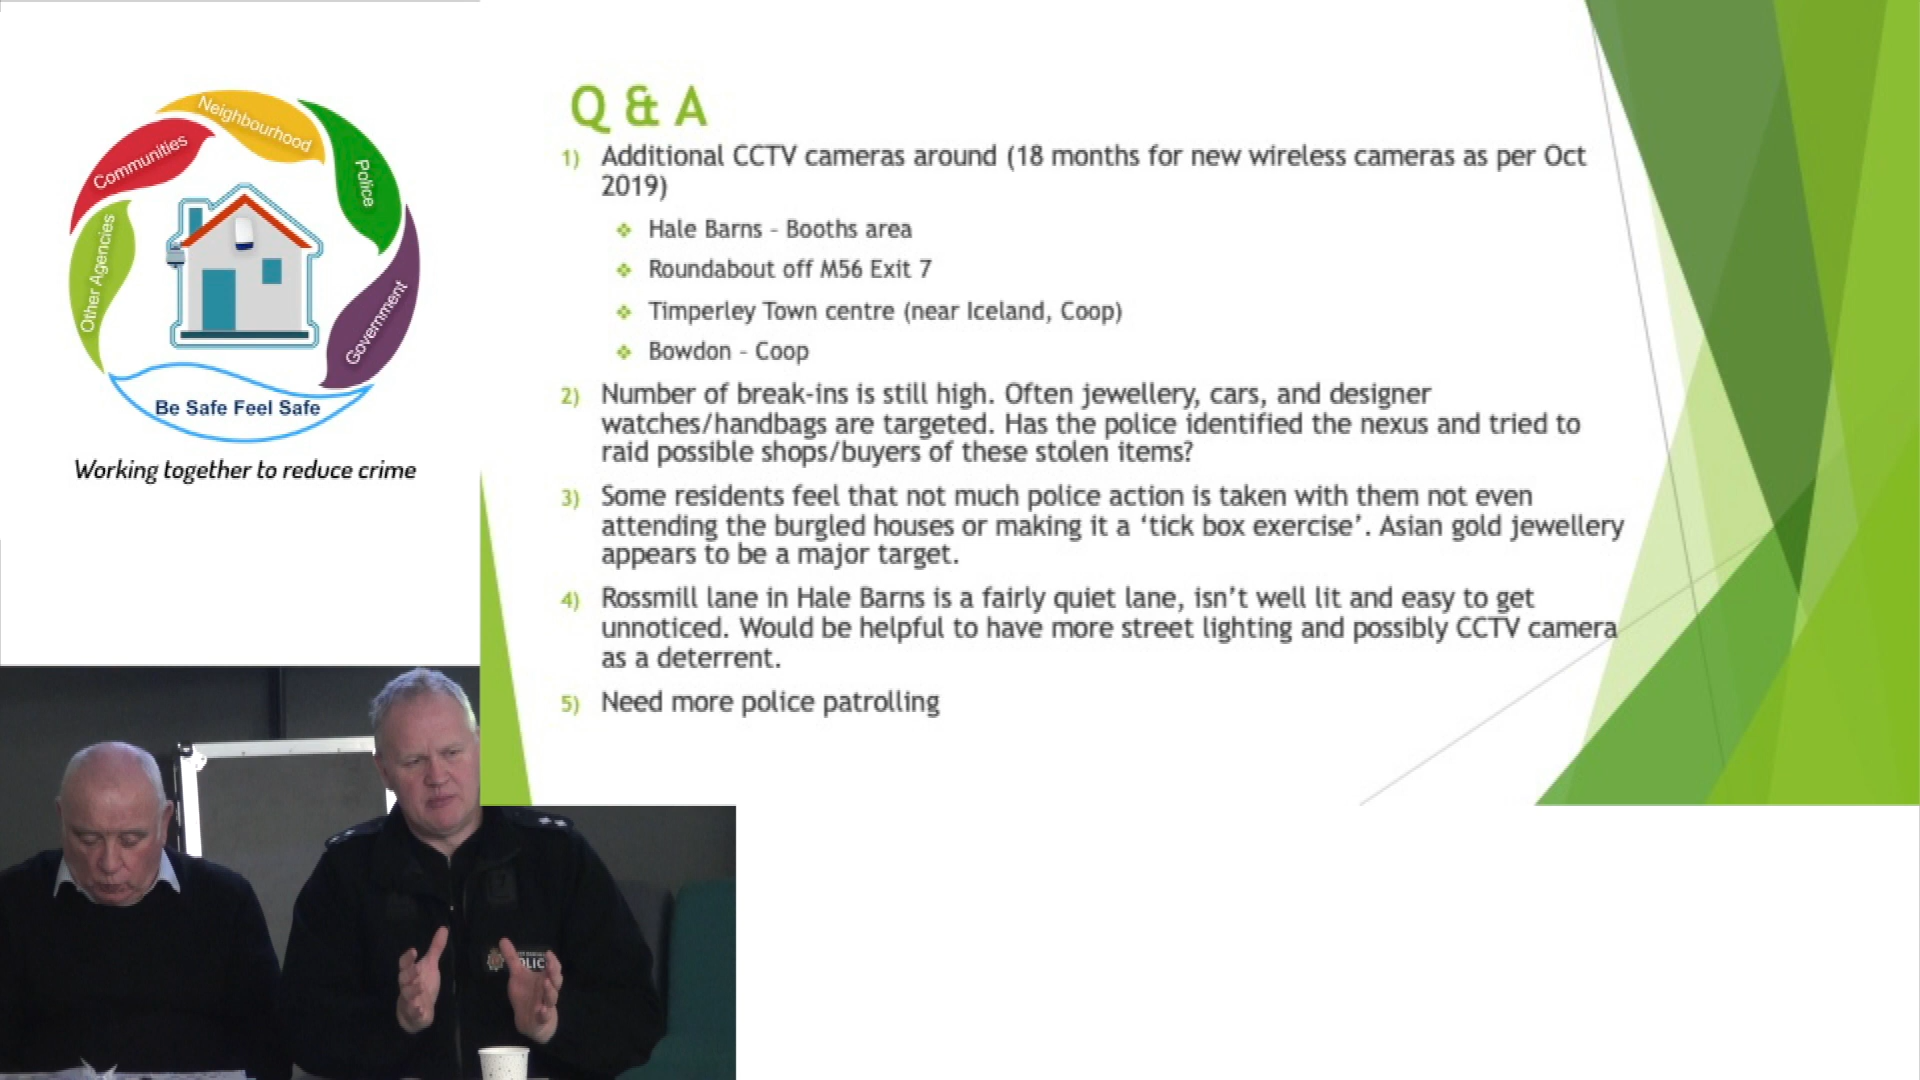 Neighbourhood
Communities
Police
Other Agencies
Government
Be Safe Feel Safe
Working together to reduce crime
Q & A
1) Additional CCTV cameras around (18 months for new wireless cameras as per Oct
2019)
❖ Hale Barns - Booths area
❖ Roundabout off M56 Exit 7
❖ Timperley Town centre (near Iceland, Coop)
❖ Bowdon - Coop
2) Number of break-ins is still high. Often jewellery, cars, and designer
watches/handbags are targeted. Has the police identified the nexus and tried to
raid possible shops/buyers of these stolen items?
3) Some residents feel that not much police action is taken with them not even
attending the burgled houses or making it a ‘tick box exercise’. Asian gold jewellery
appears to be a major target.
4) Rossmill lane in Hale Barns is a fairly quiet lane, isn’t well lit and easy to get
unnoticed. Would be helpful to have more street lighting and possibly CCTV camera
as a deterrent.
5) Need more police patrolling